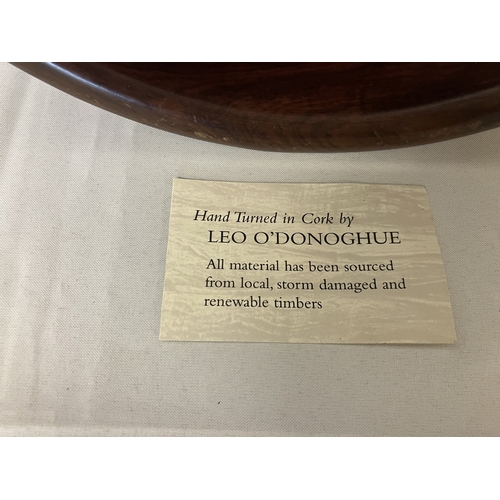 Hand Turned in Cork by
LEO O'DONOGHUE
All material has been sourced
from local, storm damaged and
renewable timbers